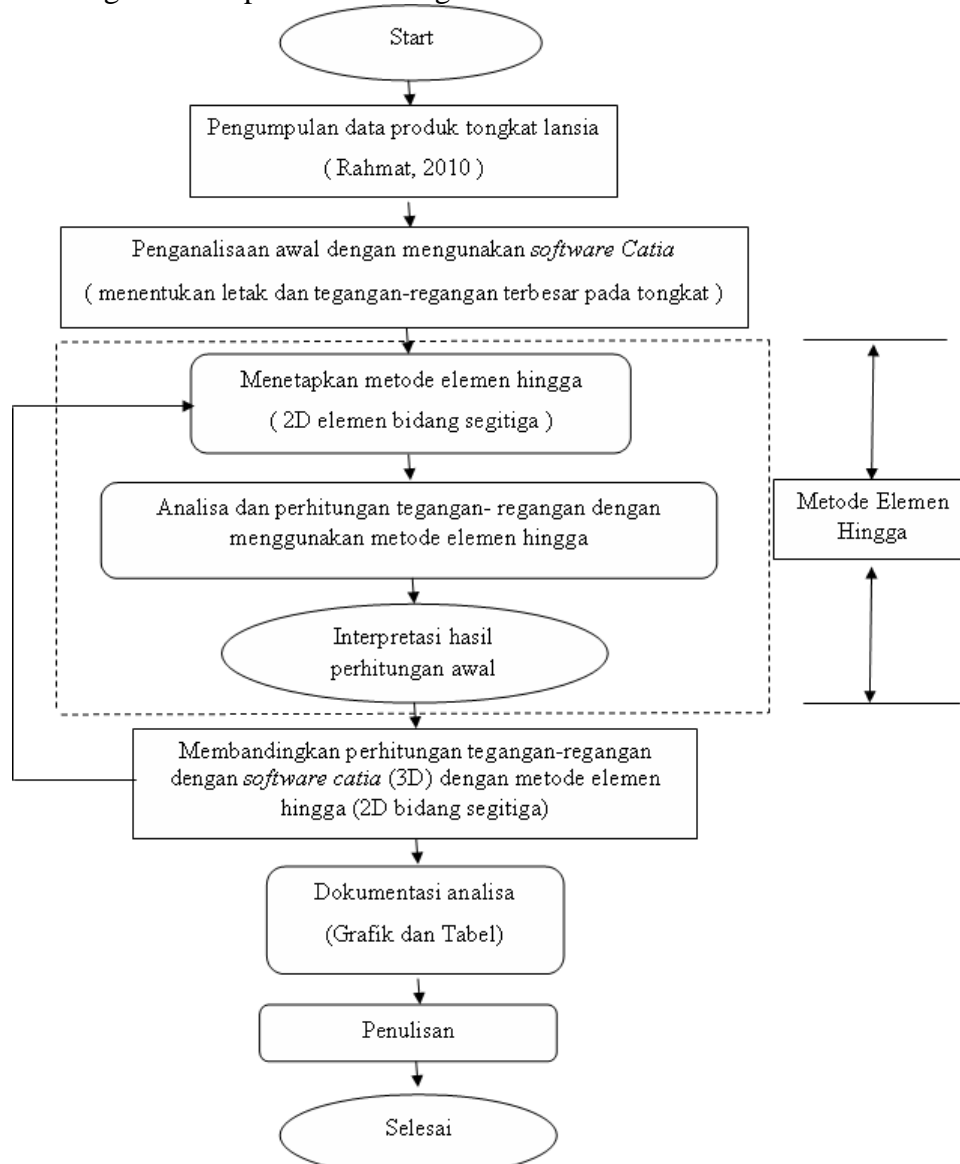 Start
Pengumpulan data produk tongkat lansia
( Rahmat, 2010 )
Penganalisaan awal dengan mengunakan software Catia
( menentukan letak dan tegangan-regangan terbesar pada tongkat )
Menetapkan metode elemen hingga
( 2D elemen bidang segitiga )
Analisa dan perhitungan tegangan- regangan dengan
menggunakan metode elemen hingga
Metode Elemen
Hingga
Interpretasi hasil
perhitungan awal
Membandingkan perhitungan tegangan-regangan
dengan software catia (3D) dengan metode elemen
hingga (2D bidang segitiga)
Dokumentasi analisa
(Grafik dan Tabel)
Penulisan
Selesai